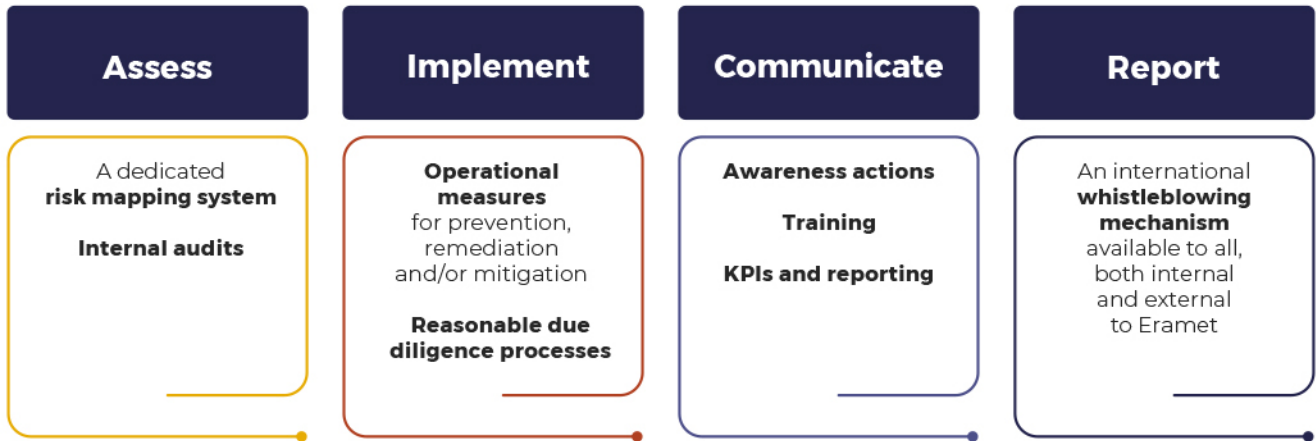 Assess
A dedicated
risk mapping system
Internal audits
Implement
Operational
measures
for prevention,
remediation
and/or mitigation
Reasonable due
diligence processes
Communicate
Awareness actions
Training
KPIs and reporting
Report
An international
whistleblowing
mechanism
available to all,
both internal
and external
to Eramet